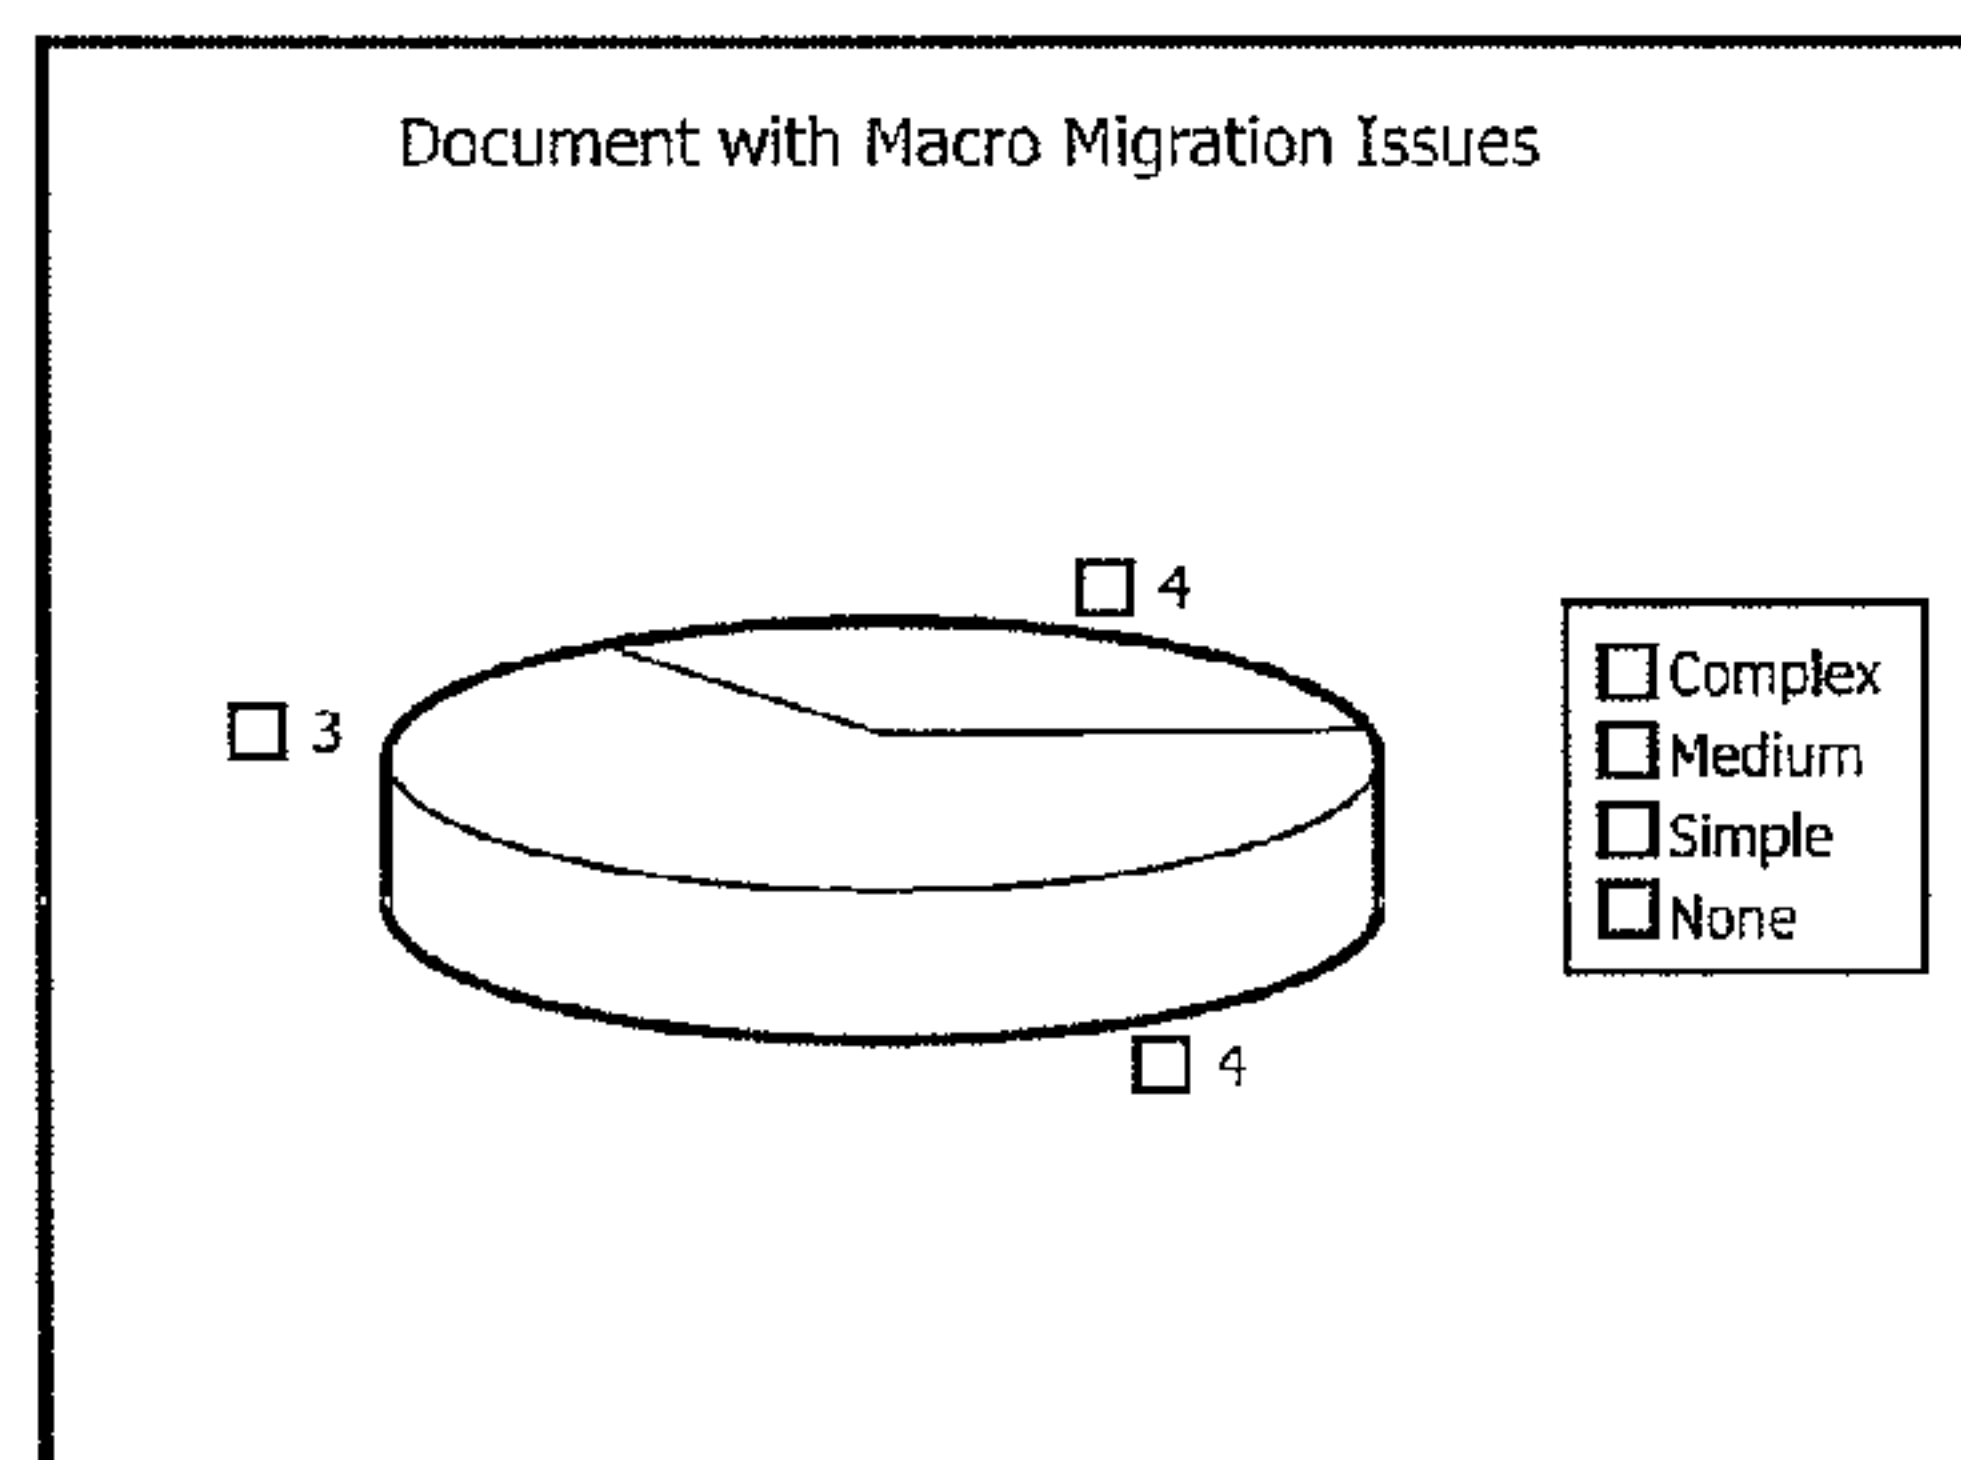 Document with Macro Migration Issues
4
3
4
Complex
Medium
Simple
None